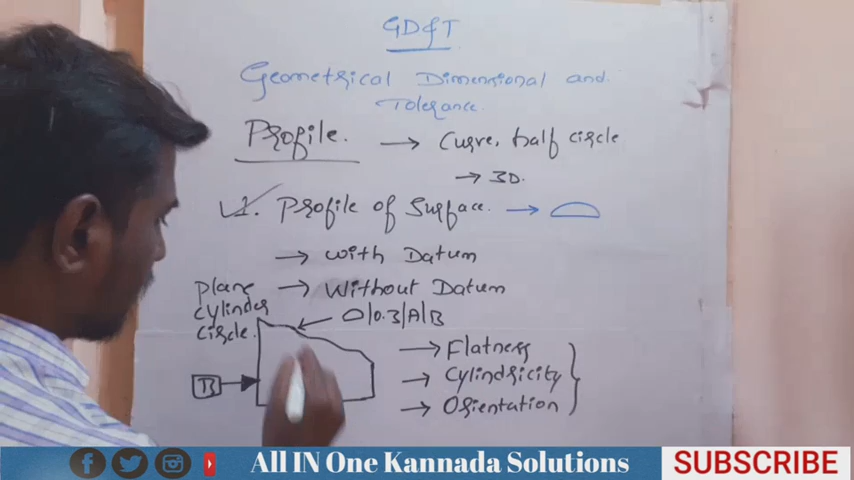 GD&T
Geometrical Dimensional and
Tolerance.
Profile. → Curve, half circle
→ 3D.
1. Profile of Surface. → ⌓
→ with Datum
→ Without Datum
plane
cylinder
circle.
⌓|0.3|A|B
B
→ Flatness
→ Cylindricity
→ Orientation
All IN One Kannada Solutions
SUBSCRIBE